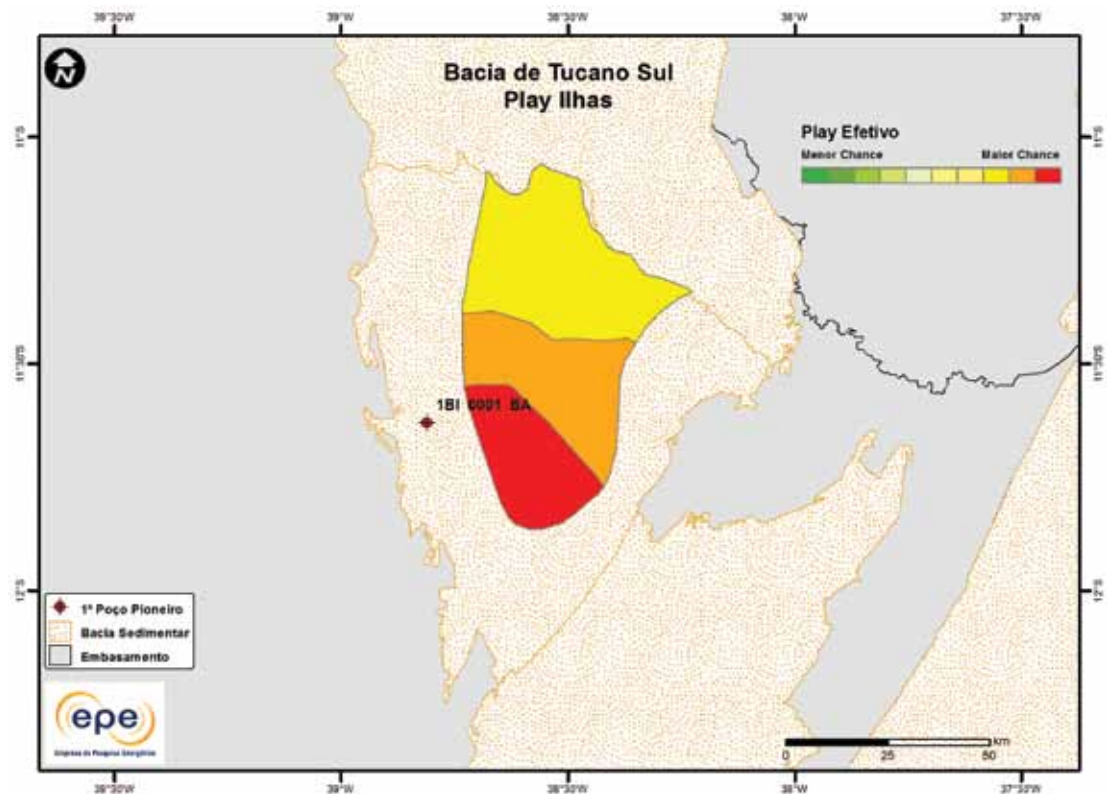 39°30'W 39°W 38°30'W 38°W 37°30'W
Bacia de Tucano Sul
Play Ilhas
Play Efetivo
Menor Chance Maior Chance
11°S 11°S
11°30'S 11°30'S
1BI 0001 BA
12°S 12°S
1º Poço Pioneiro
Bacia Sedimentar
Embasamento
epe
Empresa de Pesquisa Energética
km
0 25 50
39°30'W 39°W 38°30'W 38°W 37°30'W